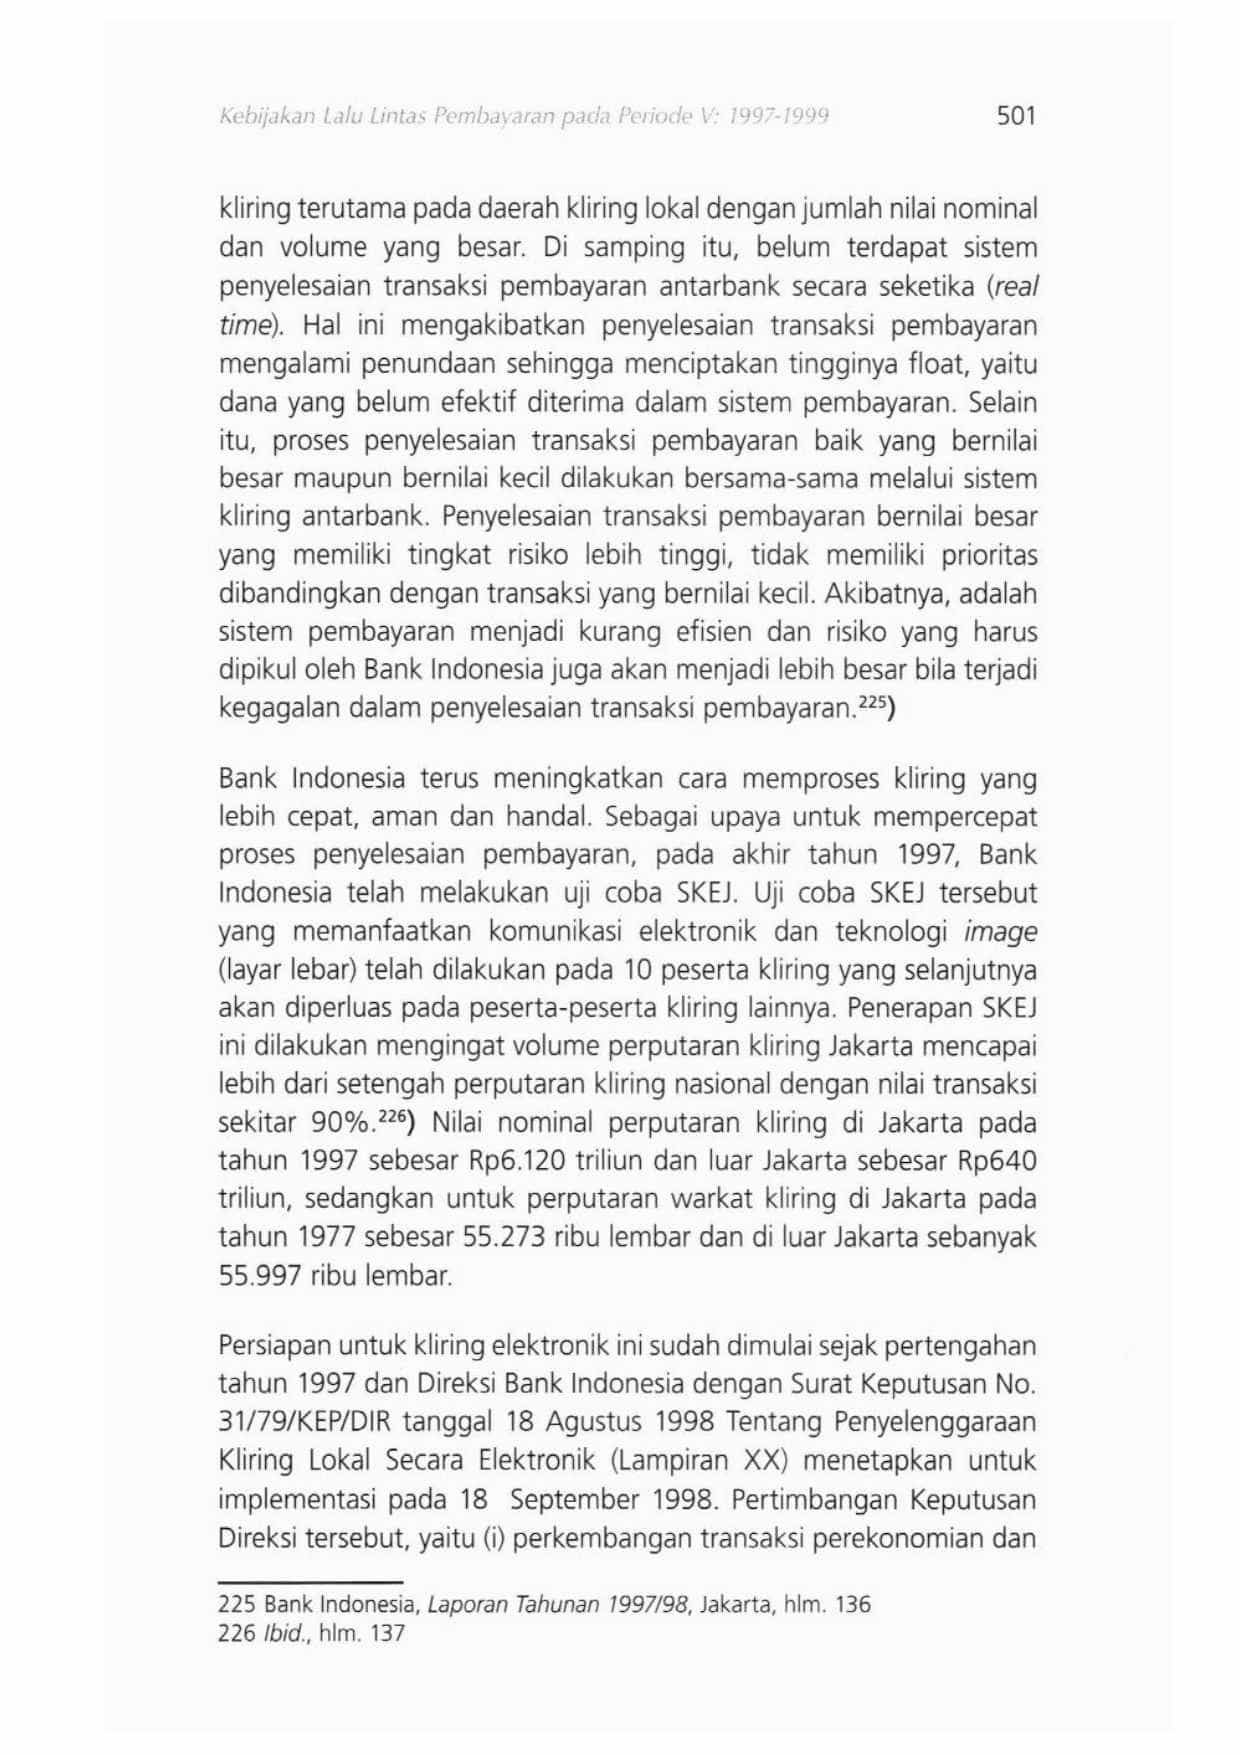 Kebijakan Lalu Lintas Pembayaran pada Periode V: 1997-1999 501
kliring terutama pada daerah kliring lokal dengan jumlah nilai nominal
dan volume yang besar. Di samping itu, belum terdapat sistem
penyelesaian transaksi pembayaran antarbank secara seketika (real
time). Hal ini mengakibatkan penyelesaian transaksi pembayaran
mengalami penundaan sehingga menciptakan tingginya float, yaitu
dana yang belum efektif diterima dalam sistem pembayaran. Selain
itu, proses penyelesaian transaksi pembayaran baik yang bernilai
besar maupun bernilai kecil dilakukan bersama-sama melalui sistem
kliring antarbank. Penyelesaian transaksi pembayaran bernilai besar
yang memiliki tingkat risiko lebih tinggi, tidak memiliki prioritas
dibandingkan dengan transaksi yang bernilai kecil. Akibatnya, adalah
sistem pembayaran menjadi kurang efisien dan risiko yang harus
dipikul oleh Bank Indonesia juga akan menjadi lebih besar bila terjadi
kegagalan dalam penyelesaian transaksi pembayaran.²²⁵)
Bank Indonesia terus meningkatkan cara memproses kliring yang
lebih cepat, aman dan handal. Sebagai upaya untuk mempercepat
proses penyelesaian pembayaran, pada akhir tahun 1997, Bank
Indonesia telah melakukan uji coba SKEJ. Uji coba SKEJ tersebut
yang memanfaatkan komunikasi elektronik dan teknologi image
(layar lebar) telah dilakukan pada 10 peserta kliring yang selanjutnya
akan diperluas pada peserta-peserta kliring lainnya. Penerapan SKEJ
ini dilakukan mengingat volume perputaran kliring Jakarta mencapai
lebih dari setengah perputaran kliring nasional dengan nilai transaksi
sekitar 90%.²²⁶) Nilai nominal perputaran kliring di Jakarta pada
tahun 1997 sebesar Rp6.120 triliun dan luar Jakarta sebesar Rp640
triliun, sedangkan untuk perputaran warkat kliring di Jakarta pada
tahun 1977 sebesar 55.273 ribu lembar dan di luar Jakarta sebanyak
55.997 ribu lembar.
Persiapan untuk kliring elektronik ini sudah dimulai sejak pertengahan
tahun 1997 dan Direksi Bank Indonesia dengan Surat Keputusan No.
31/79/KEP/DIR tanggal 18 Agustus 1998 Tentang Penyelenggaraan
Kliring Lokal Secara Elektronik (Lampiran XX) menetapkan untuk
implementasi pada 18 September 1998. Pertimbangan Keputusan
Direksi tersebut, yaitu (i) perkembangan transaksi perekonomian dan
225 Bank Indonesia, Laporan Tahunan 1997/98, Jakarta, hlm. 136
226 Ibid., hlm. 137